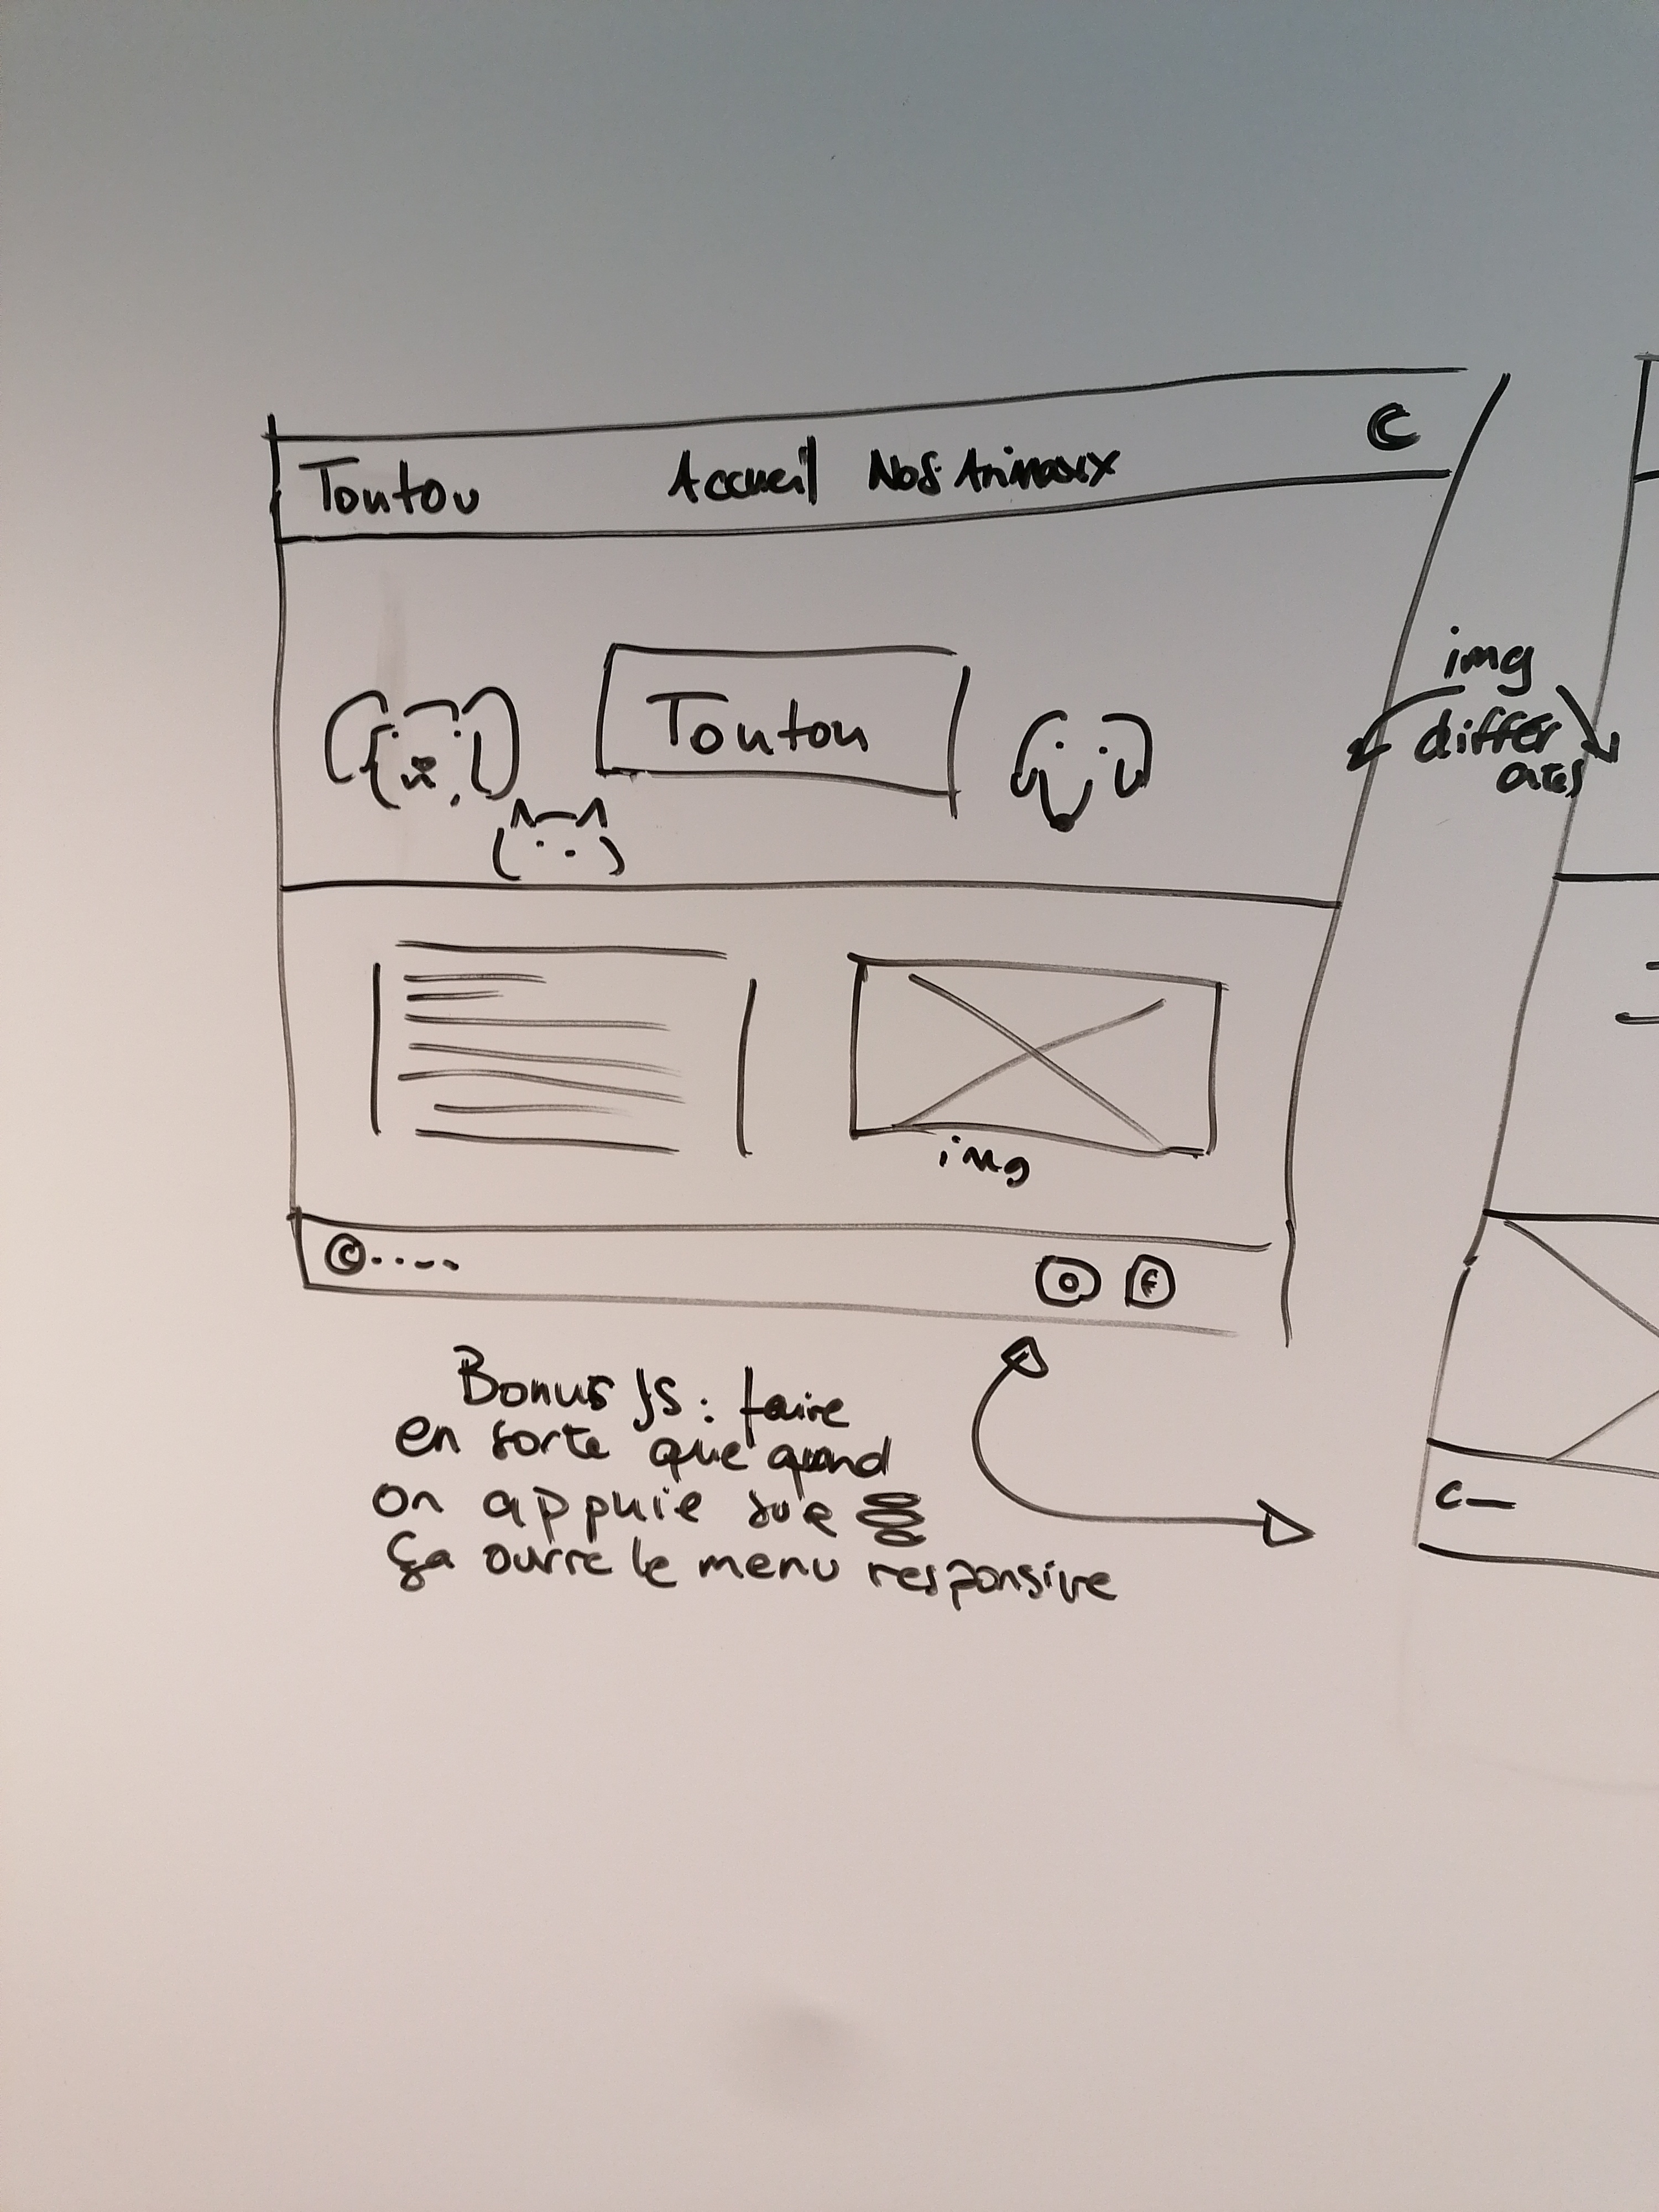 Toutou Accueil Nos Animaux C
Toutou
img
différ
img
© .....
f
C
Bonus JS : faire
en sorte que quand
on appuie sur
ça ouvre le menu responsive